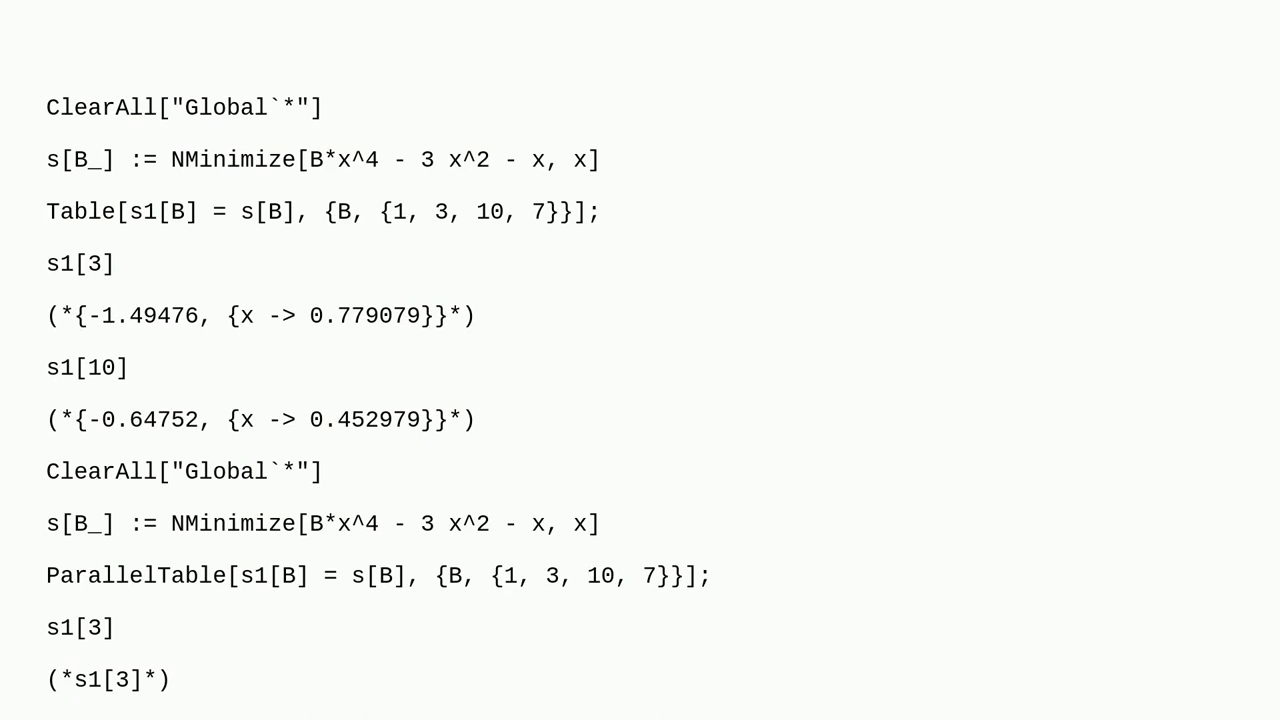 ClearAll["Global`*"]
s[B_] := NMinimize[B*x^4 - 3 x^2 - x, x]
Table[s1[B] = s[B], {B, {1, 3, 10, 7}}];
s1[3]
(*{-1.49476, {x -> 0.779079}}*)
s1[10]
(*{-0.64752, {x -> 0.452979}}*)
ClearAll["Global`*"]
s[B_] := NMinimize[B*x^4 - 3 x^2 - x, x]
ParallelTable[s1[B] = s[B], {B, {1, 3, 10, 7}}];
s1[3]
(*s1[3]*)